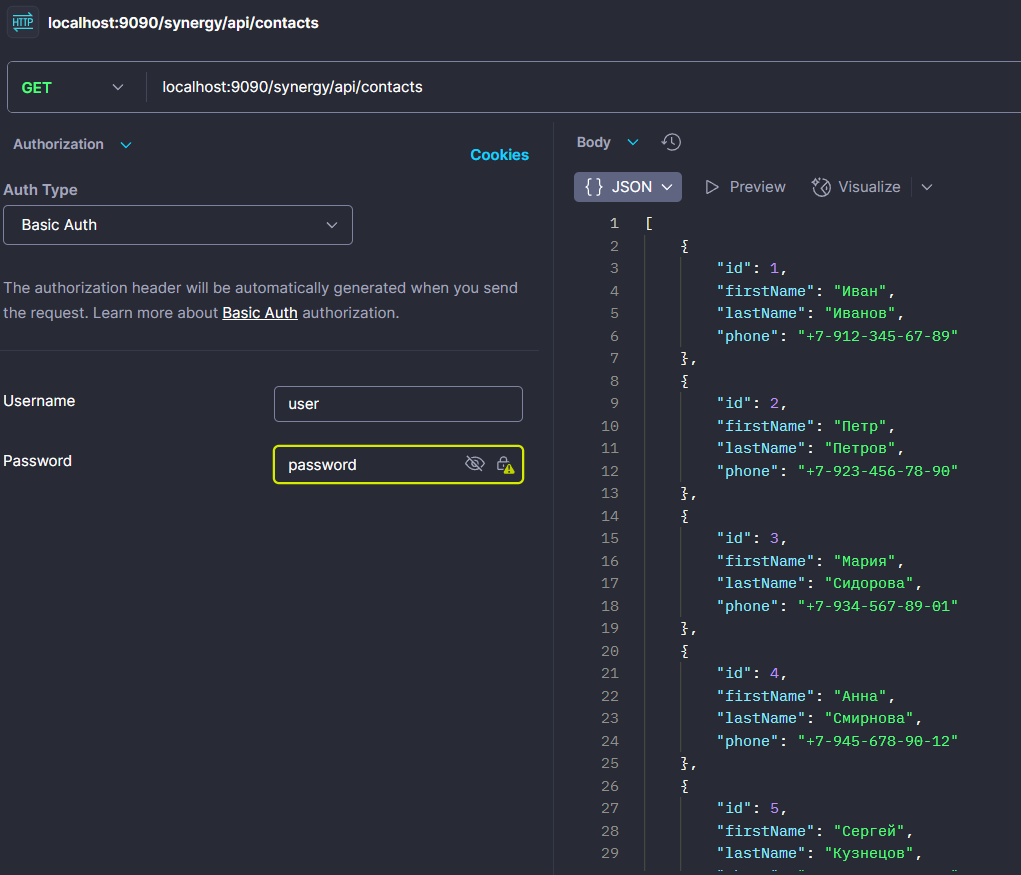 HTTP localhost:9090/synergy/api/contacts
GET localhost:9090/synergy/api/contacts
Authorization
Cookies
Auth Type
Basic Auth
The authorization header will be automatically generated when you send
the request. Learn more about Basic Auth authorization.
Username user
Password password
Body
{ } JSON Preview Visualize
1 [
2 {
3 "id": 1,
4 "firstName": "Иван",
5 "lastName": "Иванов",
6 "phone": "+7-912-345-67-89"
7 },
8 {
9 "id": 2,
10 "firstName": "Петр",
11 "lastName": "Петров",
12 "phone": "+7-923-456-78-90"
13 },
14 {
15 "id": 3,
16 "firstName": "Мария",
17 "lastName": "Сидорова",
18 "phone": "+7-934-567-89-01"
19 },
20 {
21 "id": 4,
22 "firstName": "Анна",
23 "lastName": "Смирнова",
24 "phone": "+7-945-678-90-12"
25 },
26 {
27 "id": 5,
28 "firstName": "Сергей",
29 "lastName": "Кузнецов",